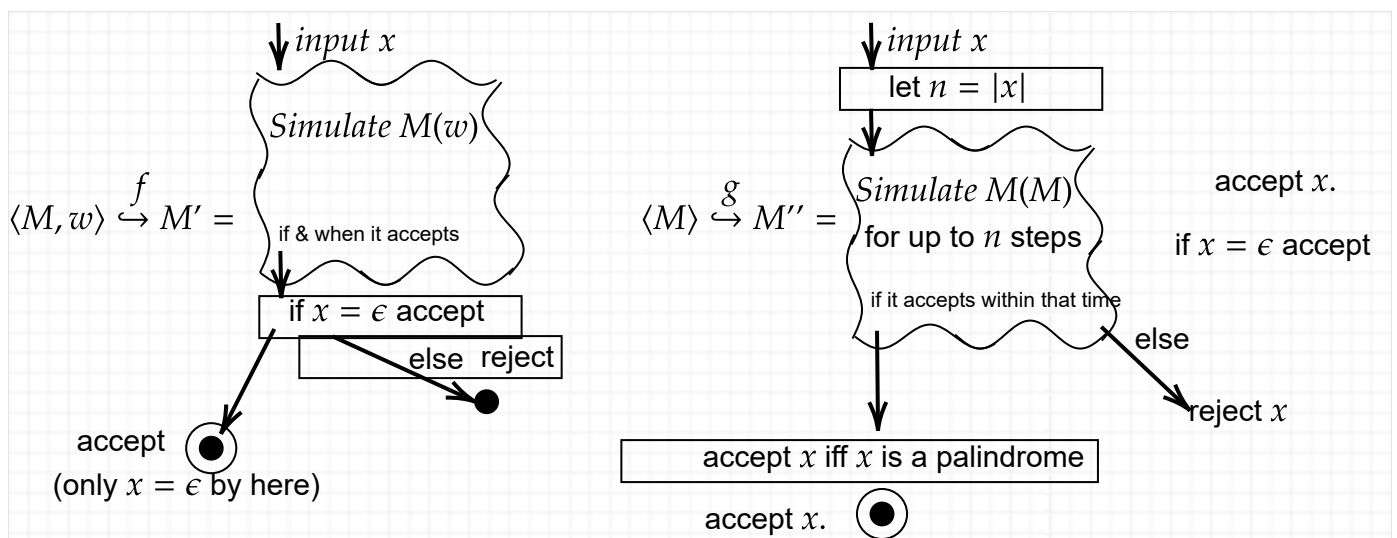 input x
Simulate M(w)
⟨M, w⟩ f↪ M′ =
if & when it accepts
if x = ϵ accept
else reject
accept
(only x = ϵ by here)
input x
let n = |x|
Simulate M(M)
⟨M⟩ g↪ M′′ =
for up to n steps
if it accepts within that time
else
reject x
accept x iff x is a palindrome
accept x.
accept x.
if x = ϵ accept